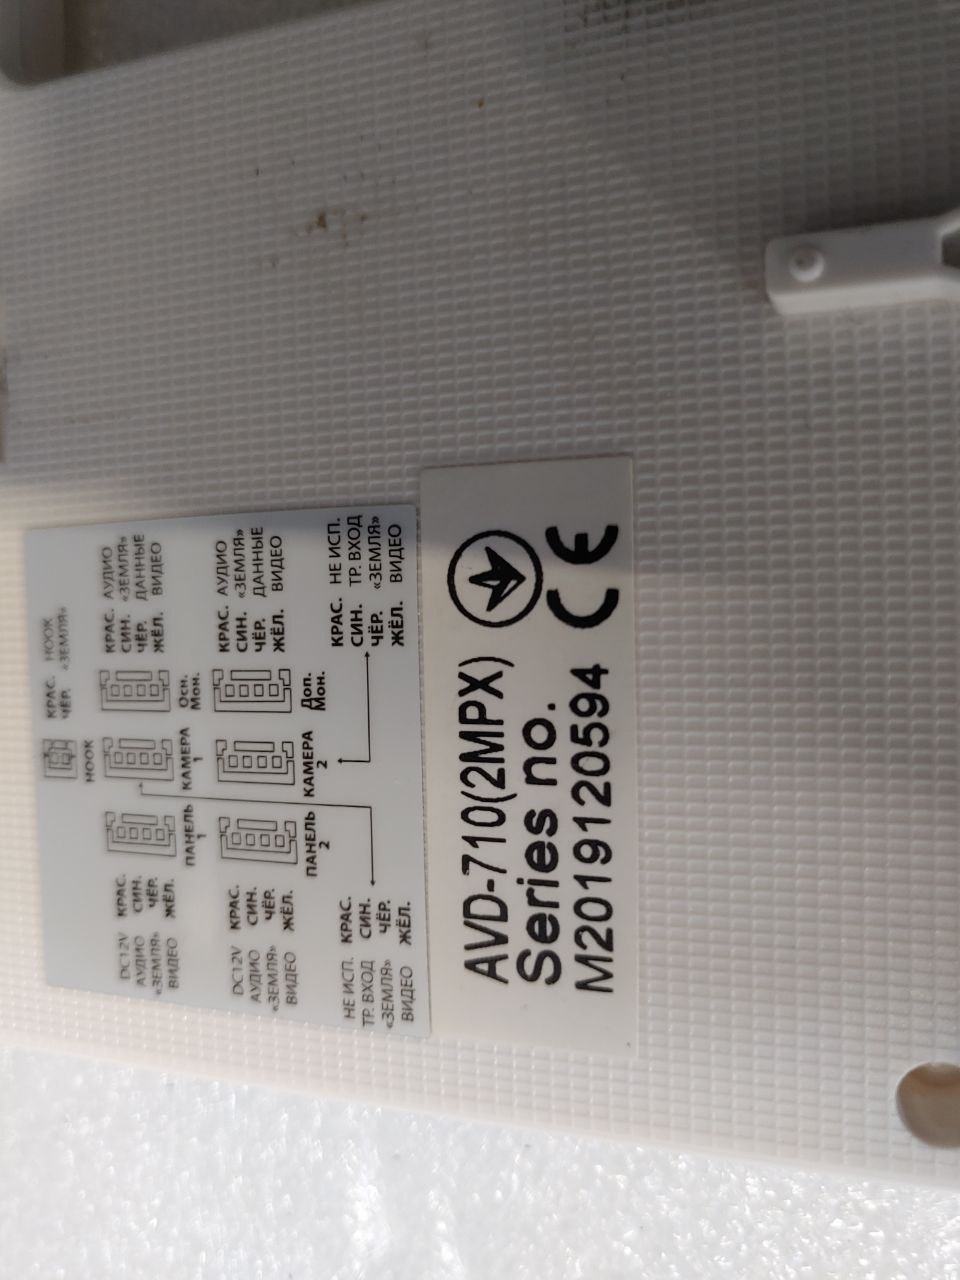 КРАС. HOOK
ЧЁР. «ЗЕМЛЯ»
HOOK
DC12V КРАС.
АУДИО СИН.
«ЗЕМЛЯ» ЧЁР.
ВИДЕО ЖЁЛ.
ПАНЕЛЬ
1
КАМЕРА
1
Осн.
Мон.
КРАС. АУДИО
СИН. «ЗЕМЛЯ»
ЧЁР. ДАННЫЕ
ЖЁЛ. ВИДЕО
DC12V КРАС.
АУДИО СИН.
«ЗЕМЛЯ» ЧЁР.
ВИДЕО ЖЁЛ.
ПАНЕЛЬ
2
КАМЕРА
2
Доп.
Мон.
КРАС. АУДИО
СИН. «ЗЕМЛЯ»
ЧЁР. ДАННЫЕ
ЖЁЛ. ВИДЕО
НЕ ИСП. КРАС.
ТР. ВХОД СИН.
«ЗЕМЛЯ» ЧЁР.
ВИДЕО ЖЁЛ.
КРАС. НЕ ИСП.
СИН. ТР. ВХОД
ЧЁР. «ЗЕМЛЯ»
ЖЁЛ. ВИДЕО
AVD-710(2MPX)
Series no.
M2019120594 CE